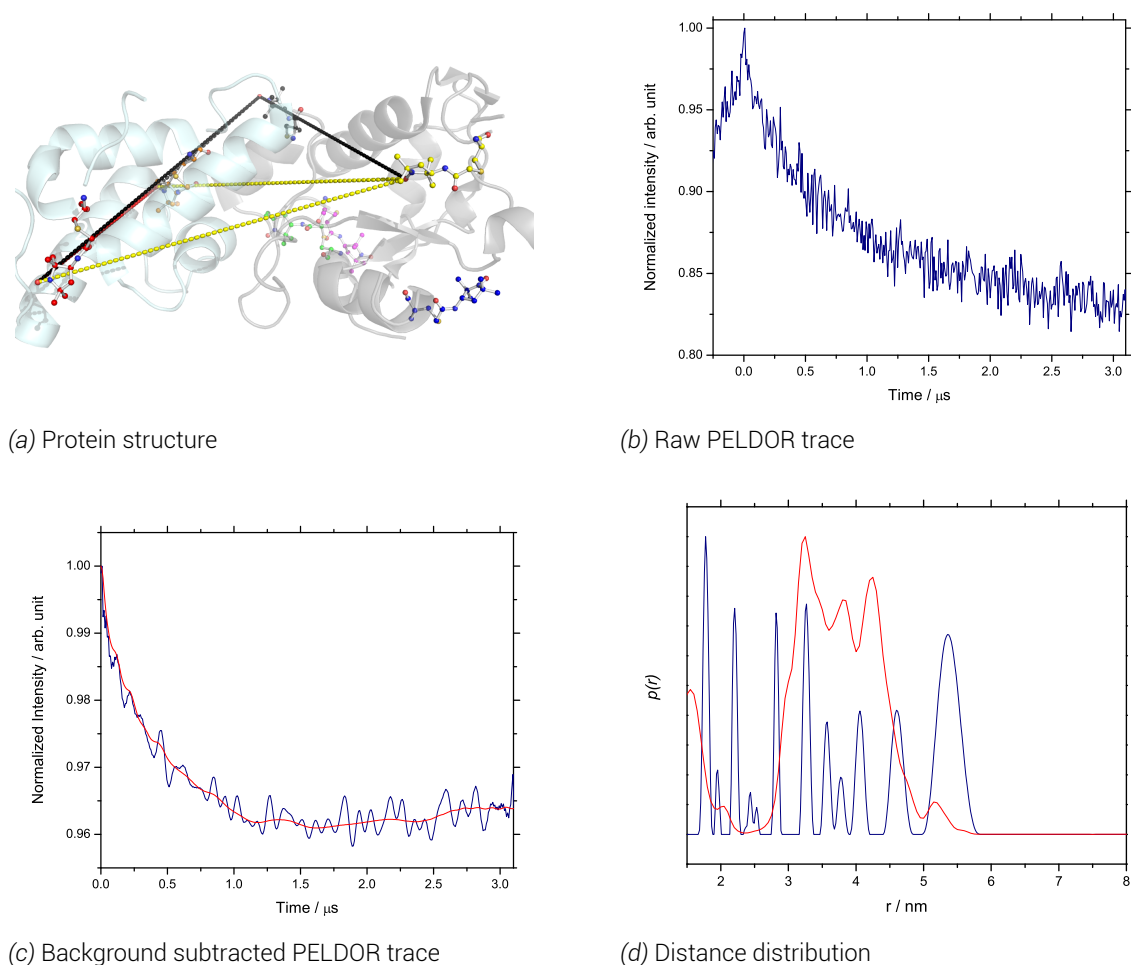 1.00
0.95
0.90
0.85
0.80
Normalized intensity / arb. unit
0.0 0.5 1.0 1.5 2.0 2.5 3.0
Time / μs
(a) Protein structure
(b) Raw PELDOR trace
1.00
0.99
0.98
0.97
0.96
Normalized Intensity / arb. unit
0.0 0.5 1.0 1.5 2.0 2.5 3.0
Time / μs
p(r)
2 3 4 5 6 7 8
r / nm
(c) Background subtracted PELDOR trace
(d) Distance distribution